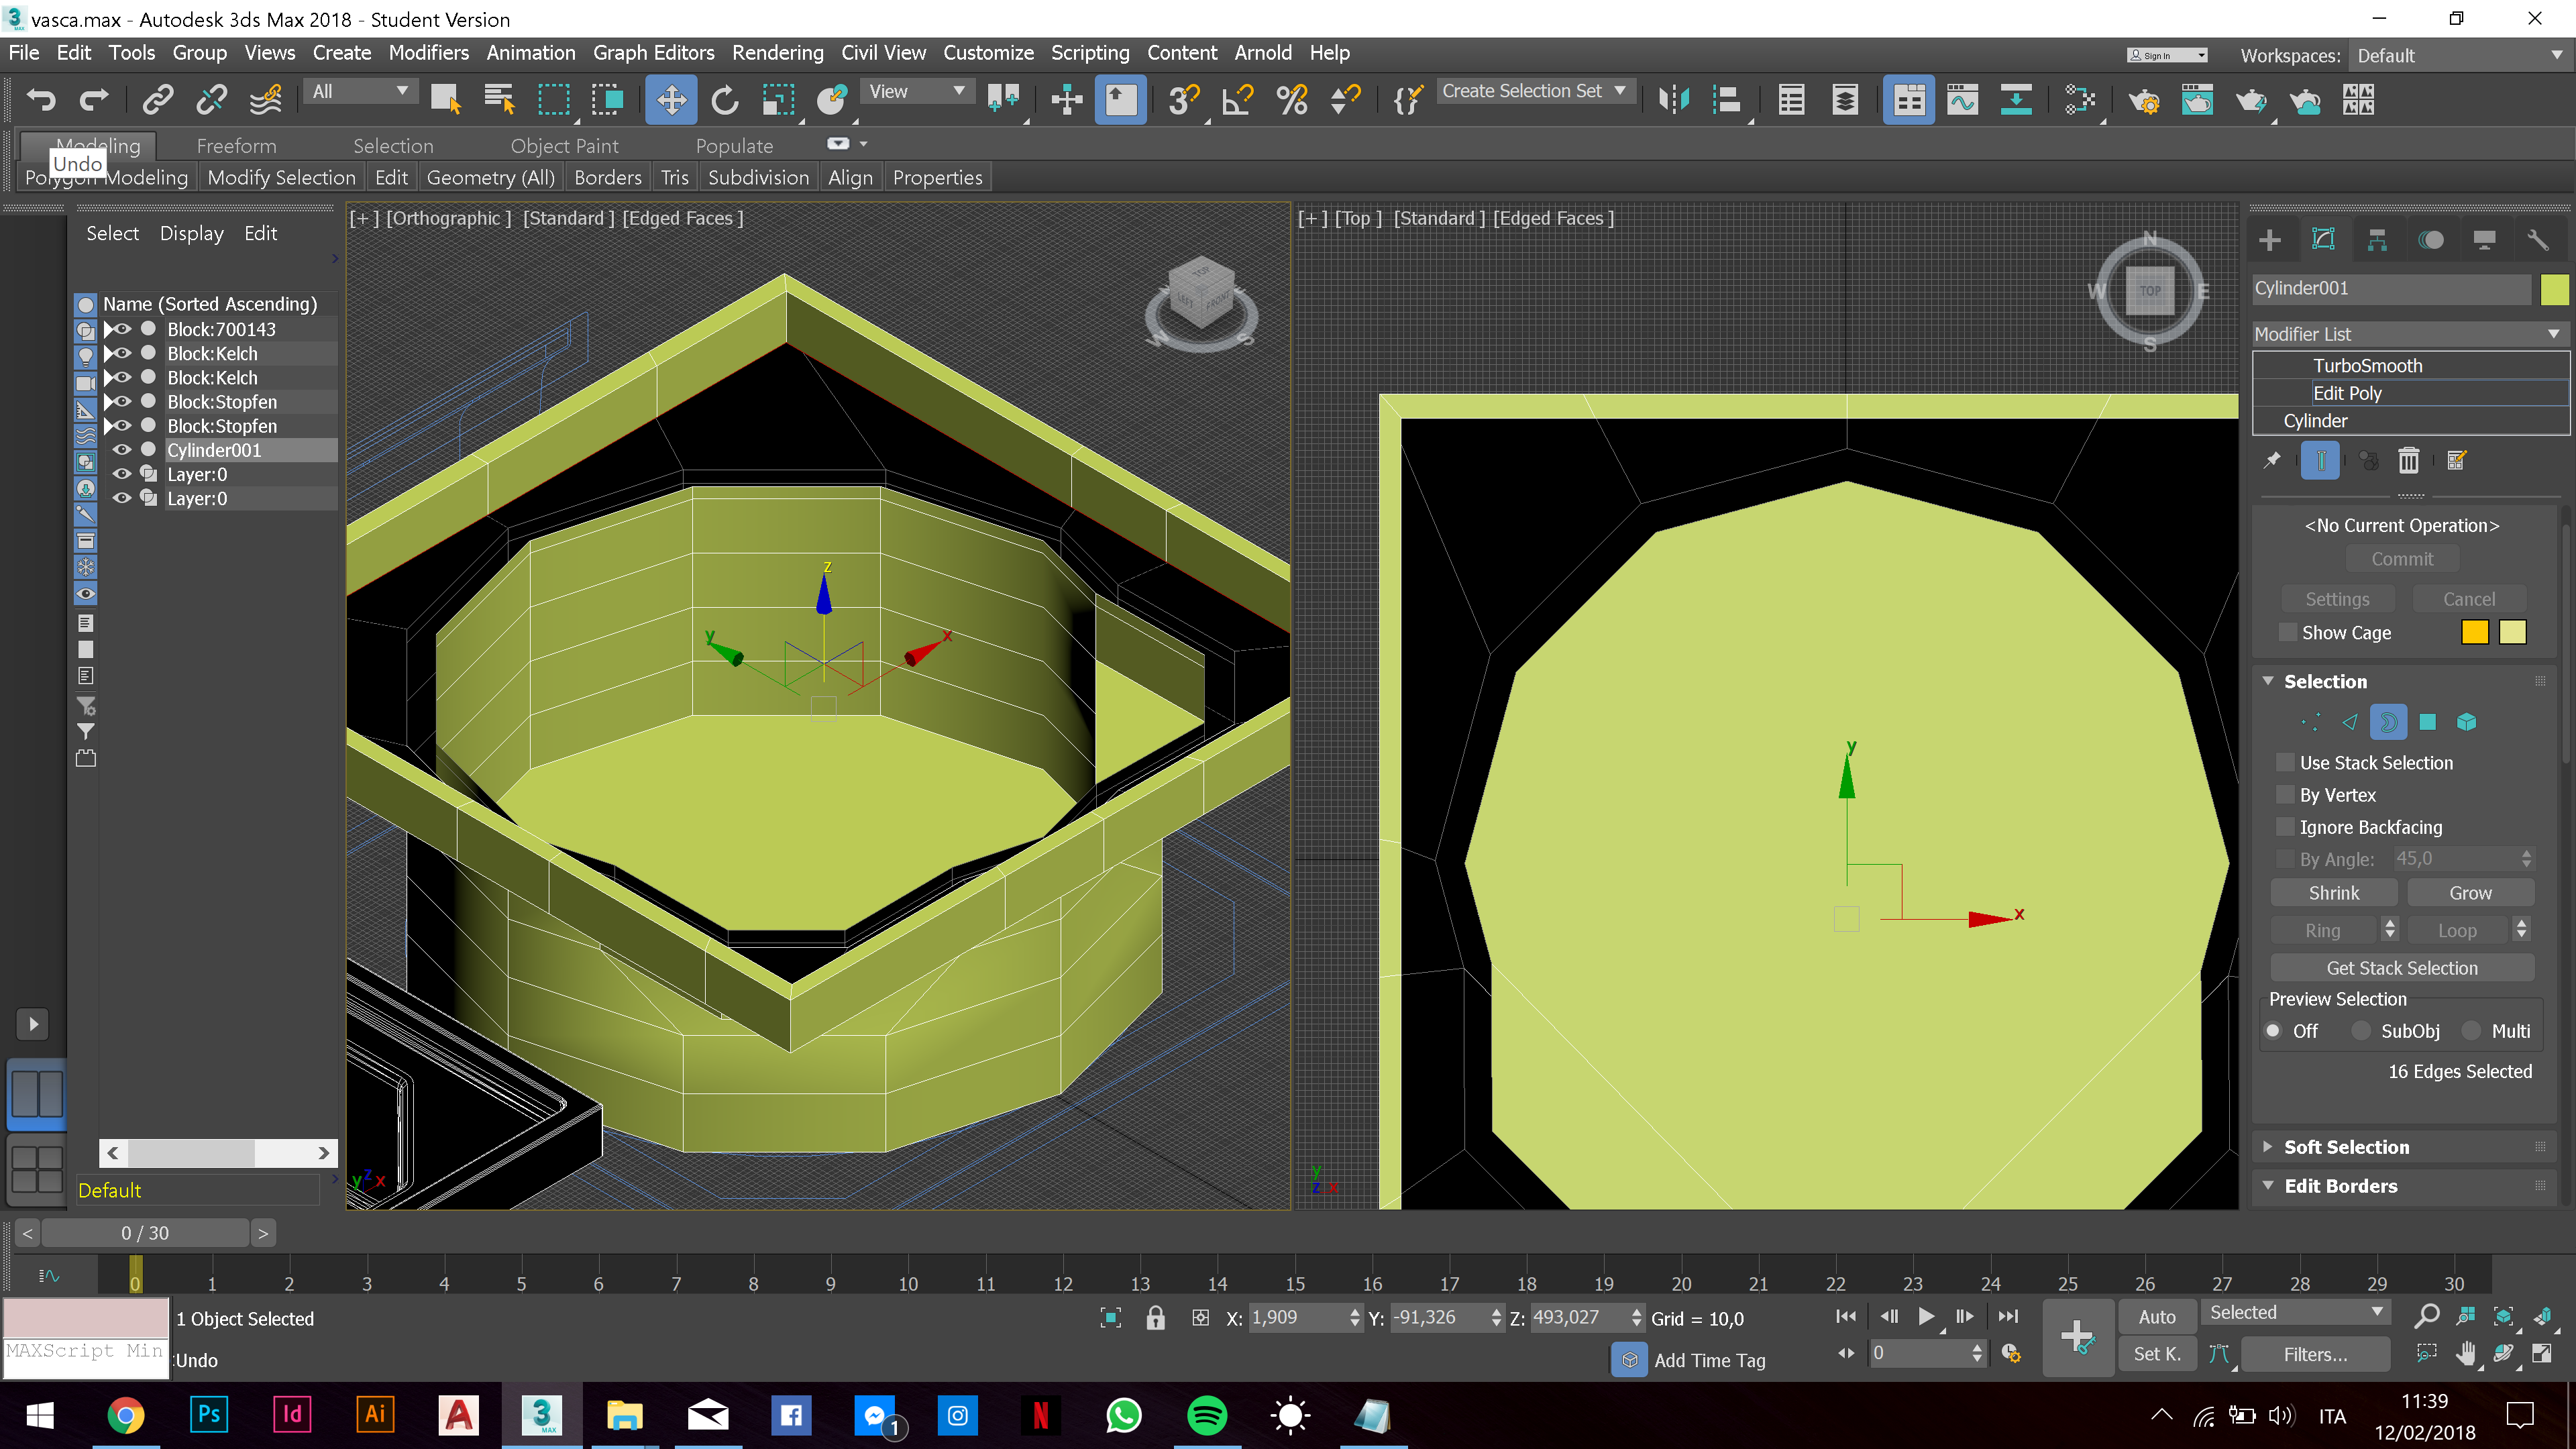 vasca.max - Autodesk 3ds Max 2018 - Student Version
File Edit Tools Group Views Create Modifiers Animation Graph Editors Rendering Civil View Customize Scripting Content Arnold Help
Sign In
Workspaces: Default
All
View
Create Selection Set
Modeling Freeform Selection Object Paint Populate
Undo
Polygon Modeling Modify Selection Edit Geometry (All) Borders Tris Subdivision Align Properties
Select Display Edit
Name (Sorted Ascending)
Block:700143
Block:Kelch
Block:Kelch
Block:Stopfen
Block:Stopfen
Cylinder001
Layer:0
Layer:0
Default
[+] [Orthographic] [Standard] [Edged Faces]
TOP
LEFT FRONT
W S
z
y x
z
y x
[+] [Top] [Standard] [Edged Faces]
N
W TOP E
S
y
x
y
z x
Cylinder001
Modifier List
TurboSmooth
Edit Poly
Cylinder
<No Current Operation>
Commit
Settings Cancel
Show Cage
Selection
Use Stack Selection
By Vertex
Ignore Backfacing
By Angle: 45,0
Shrink Grow
Ring Loop
Get Stack Selection
Preview Selection
Off SubObj Multi
16 Edges Selected
Soft Selection
Edit Borders
< 0 / 30 >
0 1 2 3 4 5 6 7 8 9 10 11 12 13 14 15 16 17 18 19 20 21 22 23 24 25 26 27 28 29 30
1 Object Selected
X: 1,909 Y: -91,326 Z: 493,027 Grid = 10,0
Auto Selected
MAXScript Min
:Undo
Add Time Tag
0
Set K. Filters...
Ps Id Ai A 3 MAX 1 N
ITA
11:39
12/02/2018